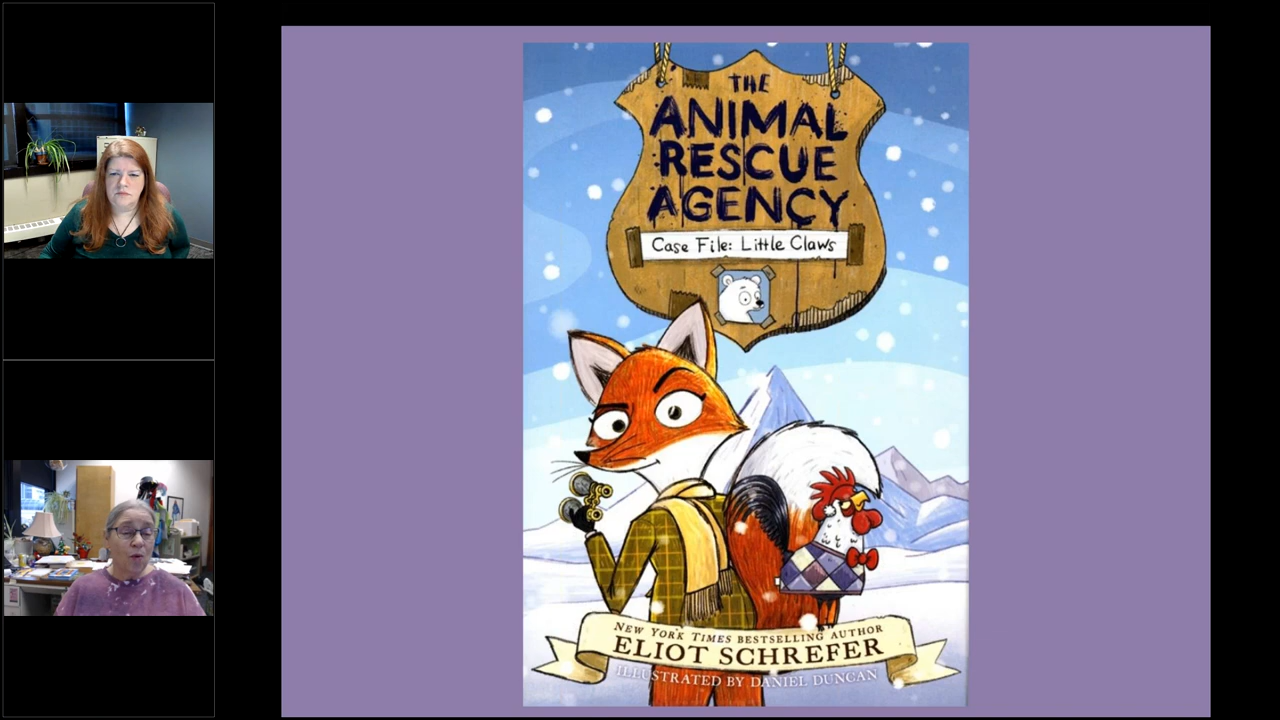 THE
ANIMAL
RESCUE
AGENCY
Case File: Little Claws
NEW YORK TIMES BESTSELLING AUTHOR
ELIOT SCHREFER
ILLUSTRATED BY DANIEL DUNCAN